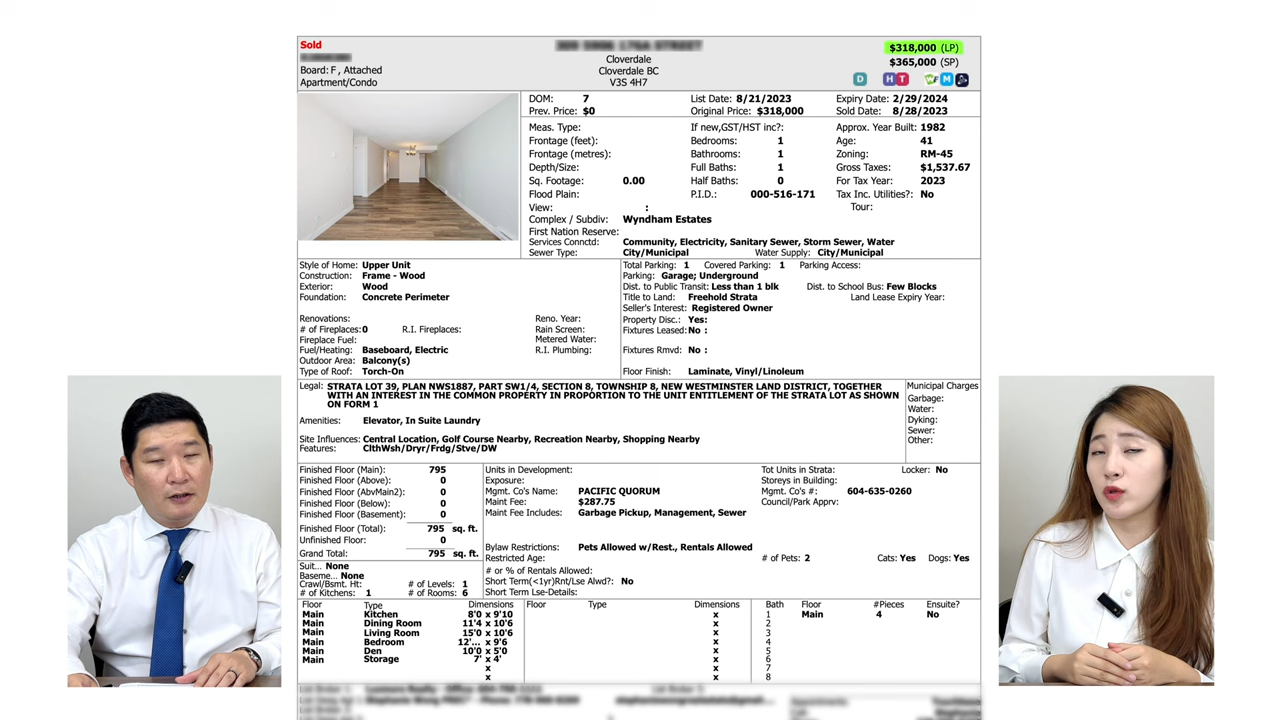 Sold
$318,000 (LP)
Cloverdale
$365,000 (SP)
Board: F, Attached
Cloverdale BC
Apartment/Condo
V3S 4H7
D H T WF M
DOM: 7 List Date: 8/21/2023 Expiry Date: 2/29/2024
Prev. Price: $0 Original Price: $318,000 Sold Date: 8/28/2023
Meas. Type: If new,GST/HST inc?: Approx. Year Built: 1982
Frontage (feet): Bedrooms: 1 Age: 41
Frontage (metres): Bathrooms: 1 Zoning: RM-45
Depth/Size: Full Baths: 1 Gross Taxes: $1,537.67
Sq. Footage: 0.00 Half Baths: 0 For Tax Year: 2023
Flood Plain: P.I.D.: 000-516-171 Tax Inc. Utilities?: No
View: : Tour:
Complex / Subdiv: Wyndham Estates
First Nation Reserve:
Services Connctd: Community, Electricity, Sanitary Sewer, Storm Sewer, Water
Sewer Type: City/Municipal Water Supply: City/Municipal
Style of Home: Upper Unit
Construction: Frame - Wood
Exterior: Wood
Foundation: Concrete Perimeter
Renovations: Reno. Year:
# of Fireplaces:0 R.I. Fireplaces: Rain Screen:
Fireplace Fuel: Metered Water:
Fuel/Heating: Baseboard, Electric R.I. Plumbing:
Outdoor Area: Balcony(s)
Type of Roof: Torch-On
Total Parking: 1 Covered Parking: 1 Parking Access:
Parking: Garage; Underground
Dist. to Public Transit: Less than 1 blk Dist. to School Bus: Few Blocks
Title to Land: Freehold Strata Land Lease Expiry Year:
Seller's Interest: Registered Owner
Property Disc.: Yes:
Fixtures Leased:No :
Fixtures Rmvd: No :
Floor Finish: Laminate, Vinyl/Linoleum
Legal: STRATA LOT 39, PLAN NWS1887, PART SW1/4, SECTION 8, TOWNSHIP 8, NEW WESTMINSTER LAND DISTRICT, TOGETHER
WITH AN INTEREST IN THE COMMON PROPERTY IN PROPORTION TO THE UNIT ENTITLEMENT OF THE STRATA LOT AS SHOWN
ON FORM 1
Amenities: Elevator, In Suite Laundry
Site Influences: Central Location, Golf Course Nearby, Recreation Nearby, Shopping Nearby
Features: ClthWsh/Dryr/Frdg/Stve/DW
Municipal Charges
Garbage:
Water:
Dyking:
Sewer:
Other:
Finished Floor (Main): 795
Finished Floor (Above): 0
Finished Floor (AbvMain2): 0
Finished Floor (Below): 0
Finished Floor (Basement): 0
Finished Floor (Total): 795 sq. ft.
Unfinished Floor: 0
Grand Total: 795 sq. ft.
Suit... None
Baseme... None
Crawl/Bsmt. Ht: # of Levels: 1
# of Kitchens: 1 # of Rooms: 6
Units in Development: Tot Units in Strata: Locker: No
Exposure: Storeys in Building:
Mgmt. Co's Name: PACIFIC QUORUM Mgmt. Co's #: 604-635-0260
Maint Fee: $287.75 Council/Park Apprv:
Maint Fee Includes: Garbage Pickup, Management, Sewer
Bylaw Restrictions: Pets Allowed w/Rest., Rentals Allowed
Restricted Age: # of Pets: 2 Cats: Yes Dogs: Yes
# or % of Rentals Allowed:
Short Term(<1yr)Rnt/Lse Alwd?: No
Short Term Lse-Details:
Floor Type Dimensions Floor Type Dimensions Bath Floor #Pieces Ensuite?
Main Kitchen 8'0 x 9'10 x 1 Main 4 No
Main Dining Room 11'4 x 10'6 x 2
Main Living Room 15'0 x 10'6 x 3
Main Bedroom 12'... x 9'6 x 4
Main Den 10'0 x 5'0 x 5
Main Storage 7' x 4' x 6
x x 7
x x 8